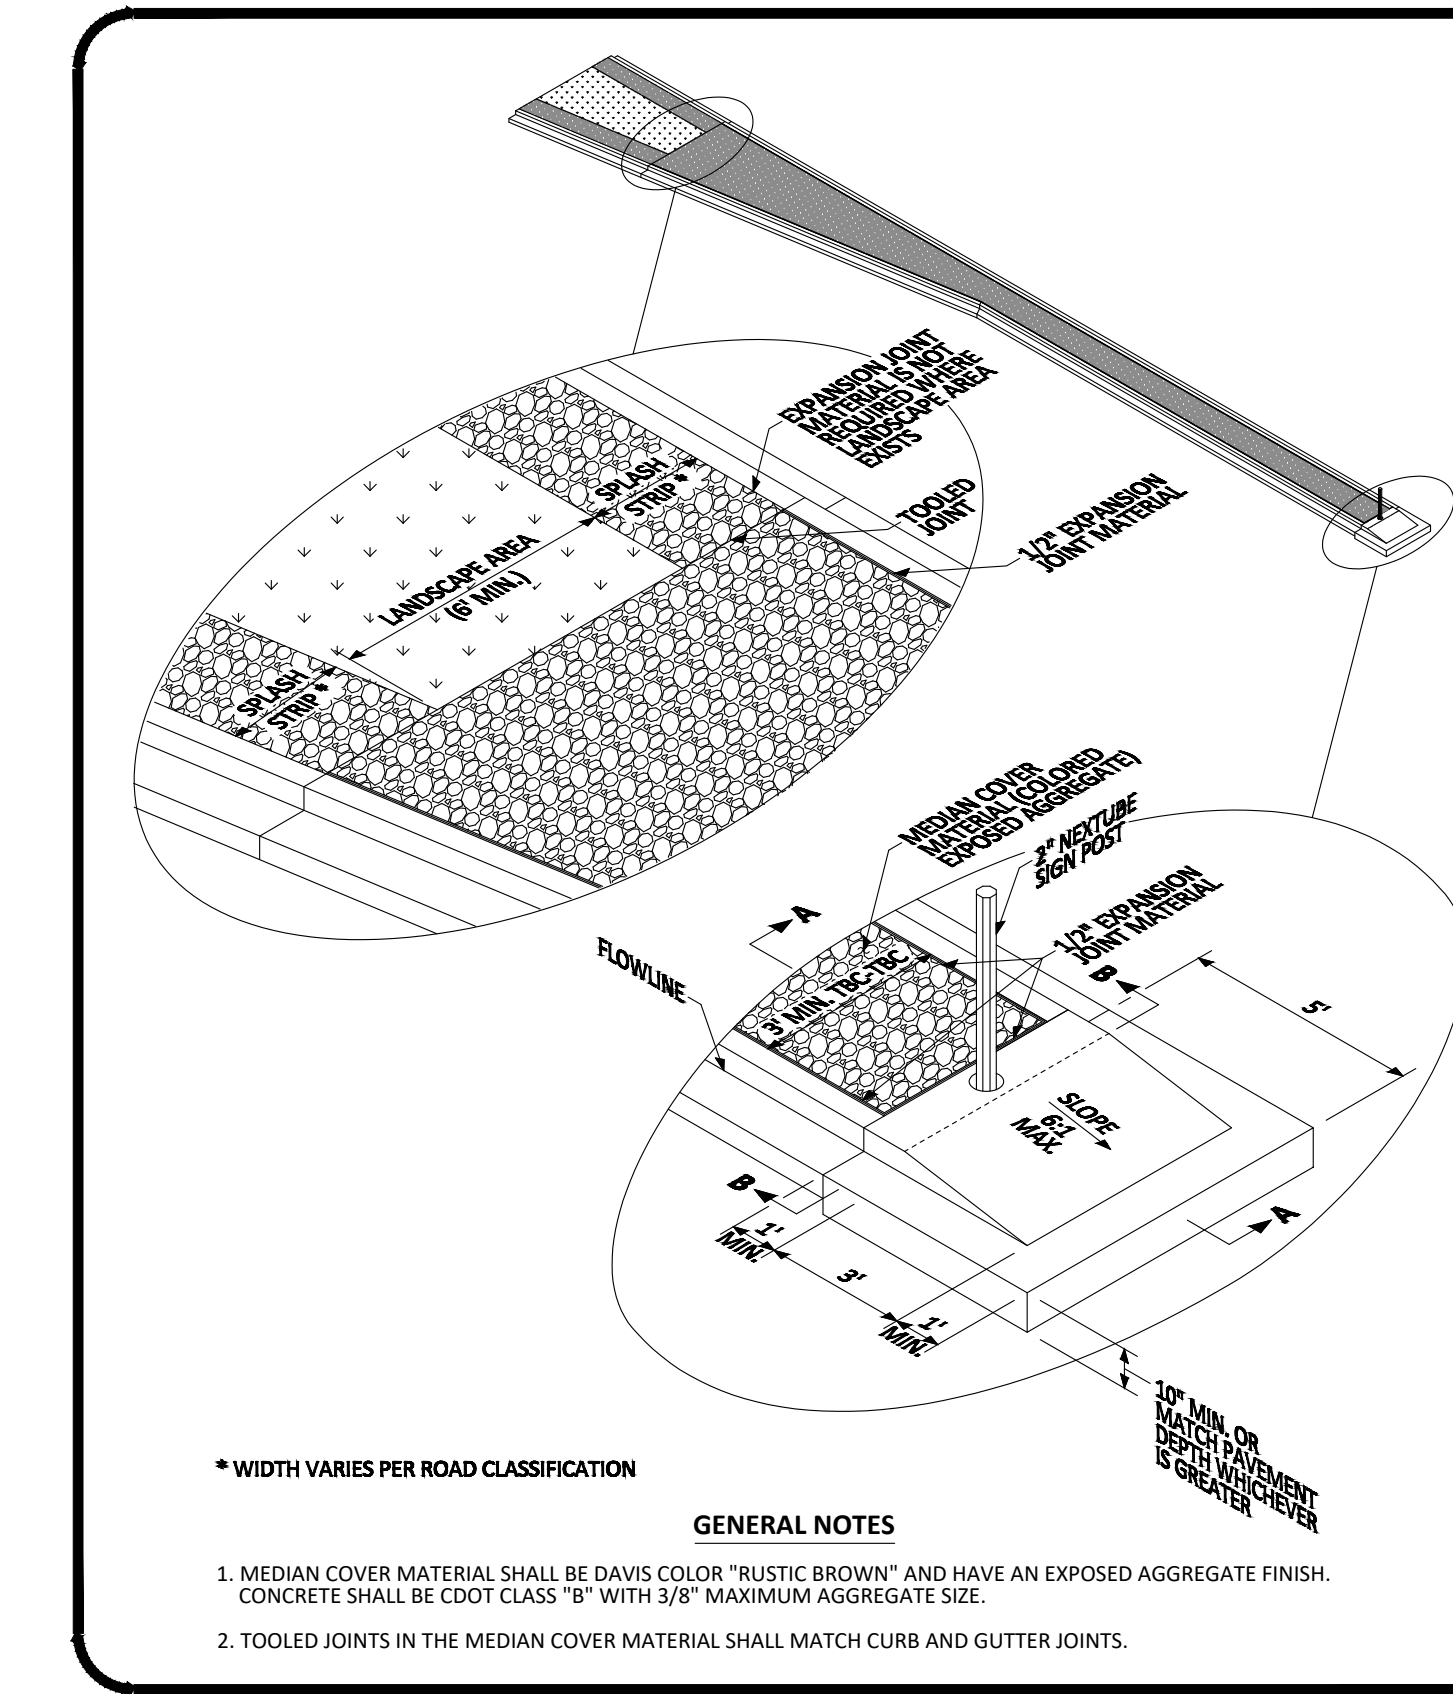 EXPANSION JOINT
MATERIAL IS NOT
REQUIRED WHERE
LANDSCAPE AREA
EXISTS
SPLASH
STRIP *
TOOLED
JOINT
1/2" EXPANSION
JOINT MATERIAL
LANDSCAPE AREA
(6' MIN.)
SPLASH
STRIP *
MEDIAN COVER
MATERIAL (COLORED
EXPOSED AGGREGATE)
2" NEXTUBE
SIGN POST
1/2" EXPANSION
JOINT MATERIAL
A
FLOWLINE
3' MIN. TBC-TBC
B
5'
SLOPE
6:1
MAX.
B
A
1'
MIN.
3'
1'
MIN.
10" MIN. OR
MATCH PAVEMENT
DEPTH WHICHEVER
IS GREATER
* WIDTH VARIES PER ROAD CLASSIFICATION
GENERAL NOTES
1. MEDIAN COVER MATERIAL SHALL BE DAVIS COLOR "RUSTIC BROWN" AND HAVE AN EXPOSED AGGREGATE FINISH.
CONCRETE SHALL BE CDOT CLASS "B" WITH 3/8" MAXIMUM AGGREGATE SIZE.
2. TOOLED JOINTS IN THE MEDIAN COVER MATERIAL SHALL MATCH CURB AND GUTTER JOINTS.